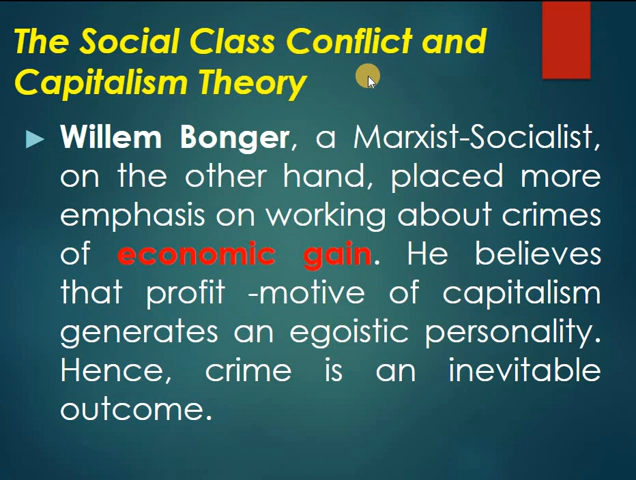 The Social Class Conflict and
Capitalism Theory
Willem Bonger, a Marxist-Socialist,
on the other hand, placed more
emphasis on working about crimes
of economic gain. He believes
that profit -motive of capitalism
generates an egoistic personality.
Hence, crime is an inevitable
outcome.